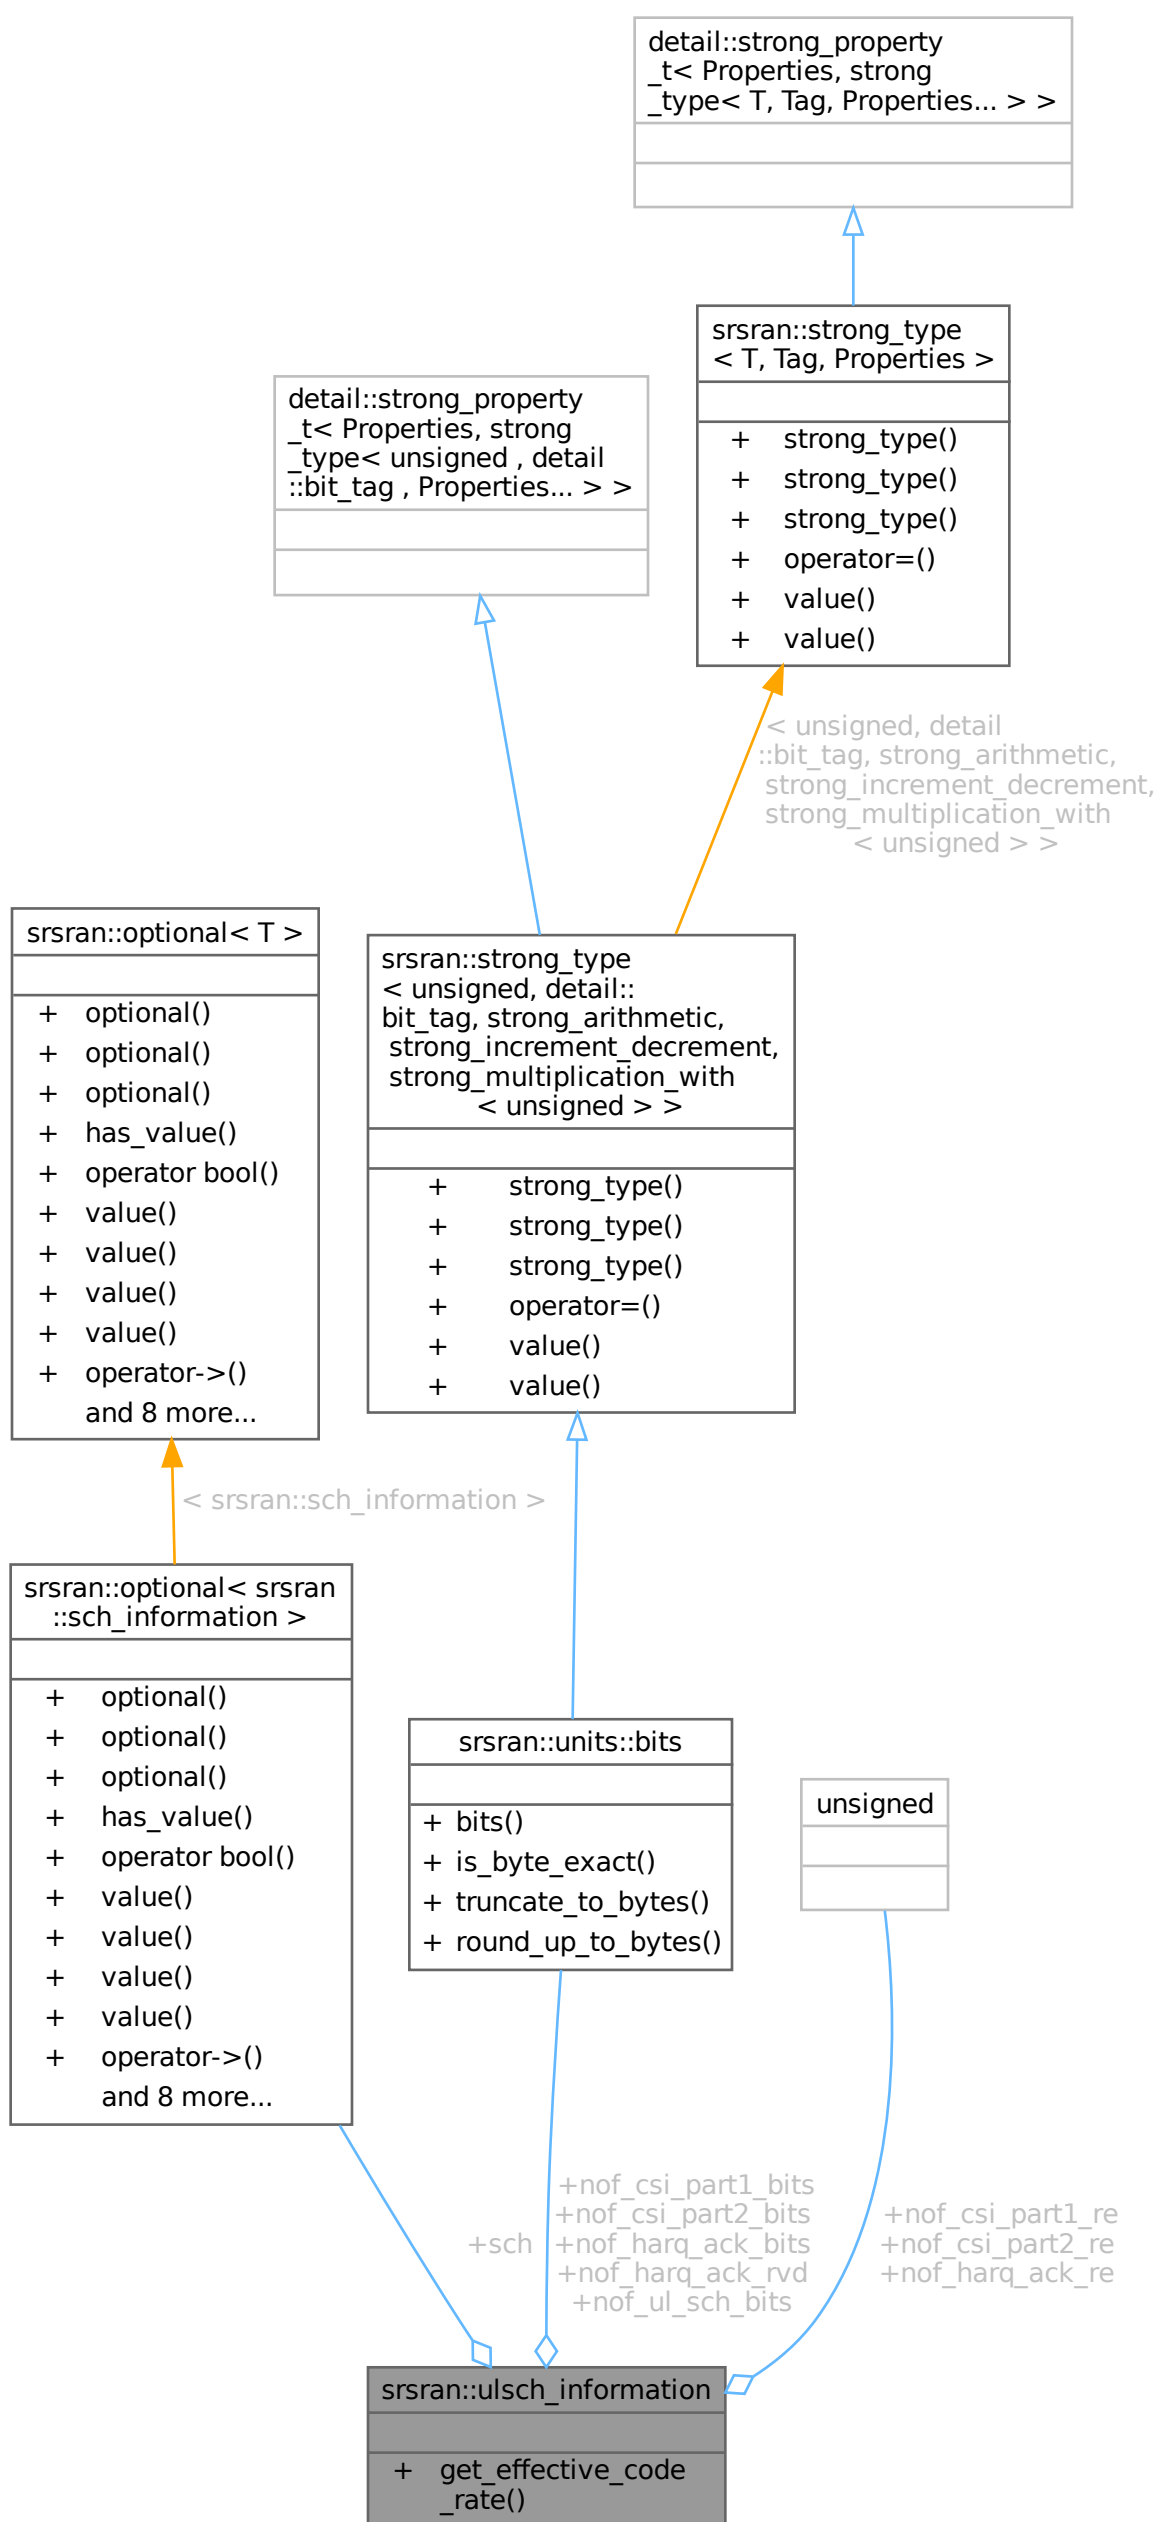 detail::strong_property
_t< Properties, strong
_type< T, Tag, Properties... > >
srsran::strong_type
< T, Tag, Properties >
+ strong_type()
+ strong_type()
+ strong_type()
+ operator=()
+ value()
+ value()
detail::strong_property
_t< Properties, strong
_type< unsigned , detail
::bit_tag , Properties... > >
< unsigned, detail
::bit_tag, strong_arithmetic,
strong_increment_decrement,
strong_multiplication_with
< unsigned > >
srsran::optional< T >
+ optional()
+ optional()
+ optional()
+ has_value()
+ operator bool()
+ value()
+ value()
+ value()
+ value()
+ operator->()
and 8 more...
srsran::strong_type
< unsigned, detail::
bit_tag, strong_arithmetic,
strong_increment_decrement,
strong_multiplication_with
< unsigned > >
+ strong_type()
+ strong_type()
+ strong_type()
+ operator=()
+ value()
+ value()
< srsran::sch_information >
srsran::optional< srsran
::sch_information >
+ optional()
+ optional()
+ optional()
+ has_value()
+ operator bool()
+ value()
+ value()
+ value()
+ value()
+ operator->()
and 8 more...
srsran::units::bits
+ bits()
+ is_byte_exact()
+ truncate_to_bytes()
+ round_up_to_bytes()
unsigned
+sch
+nof_csi_part1_bits
+nof_csi_part2_bits
+nof_harq_ack_bits
+nof_harq_ack_rvd
+nof_ul_sch_bits
+nof_csi_part1_re
+nof_csi_part2_re
+nof_harq_ack_re
srsran::ulsch_information
+ get_effective_code
_rate()